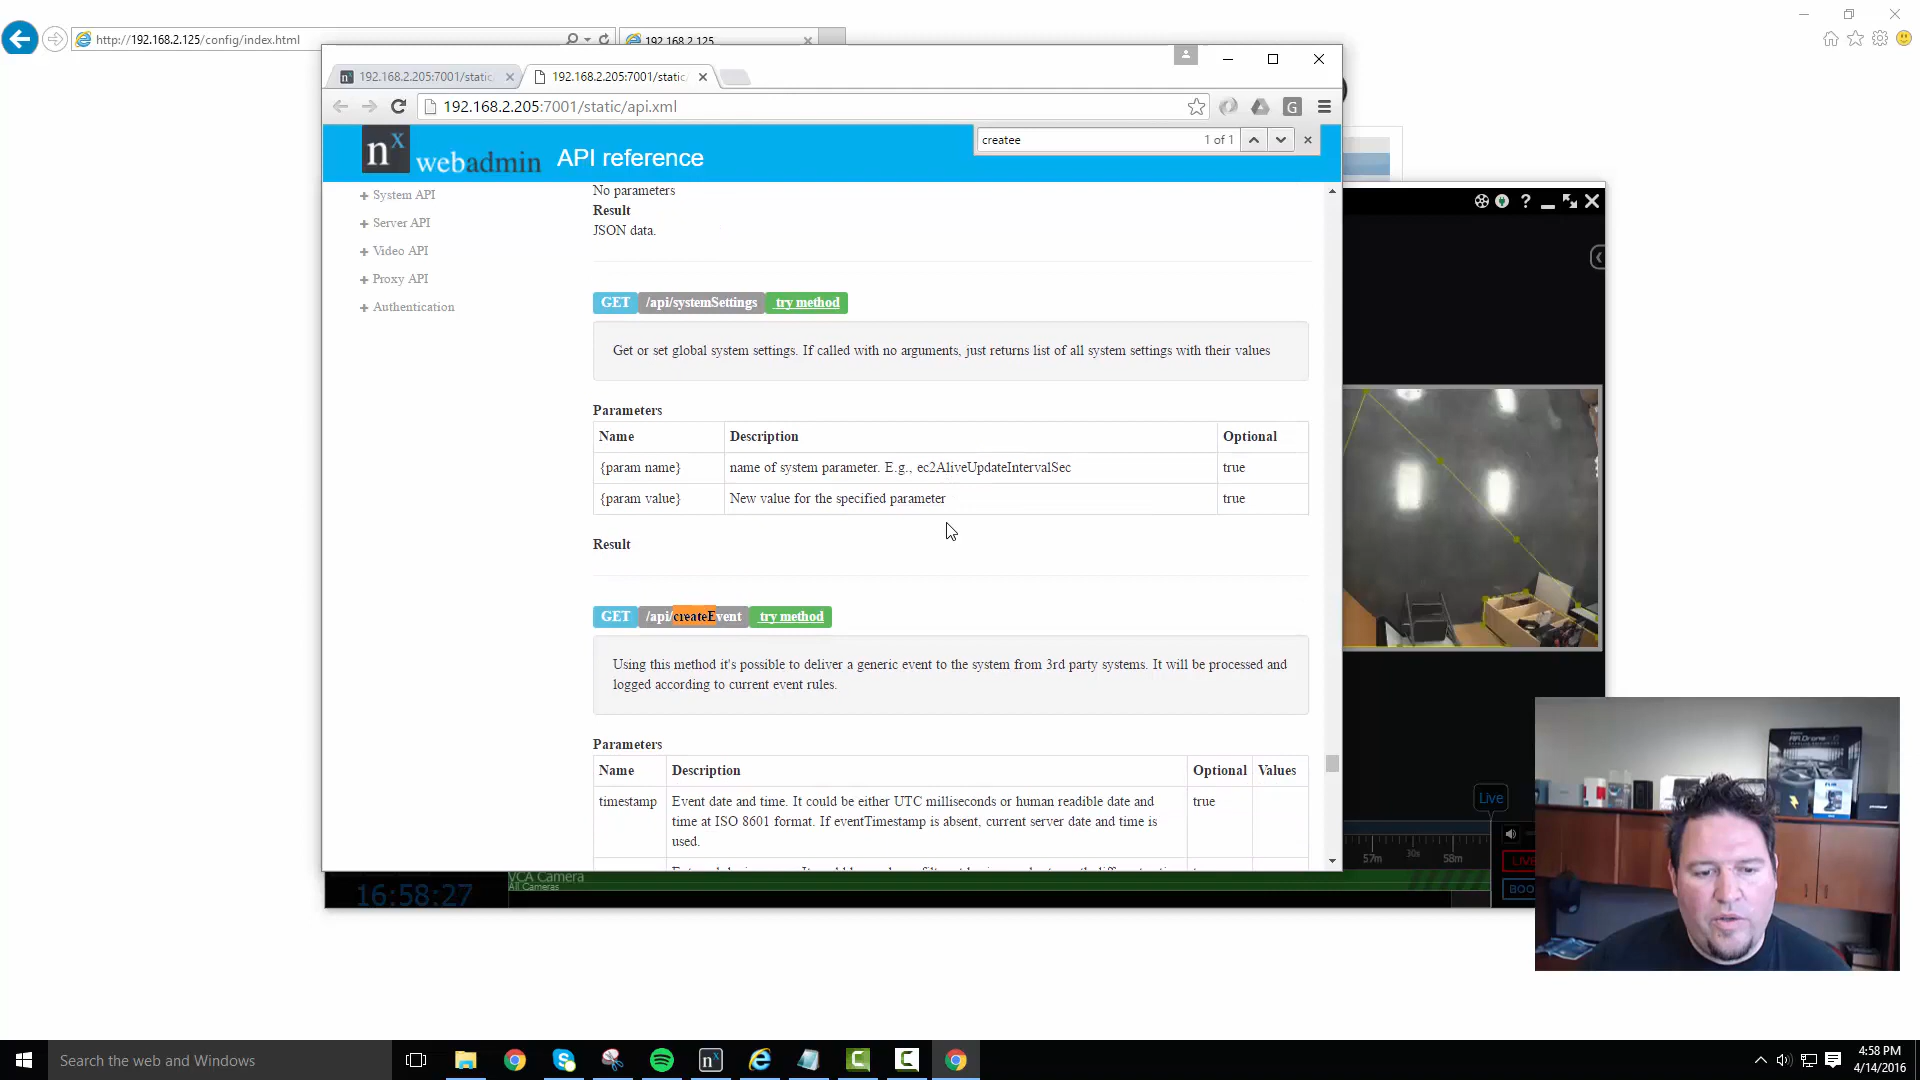 http://192.168.2.125/config/index.html
192.168.2.125
192.168.2.205:7001/static
192.168.2.205:7001/static/
192.168.2.205:7001/static/api.xml
G
nx webadmin API reference
createe 1 of 1
+ System API
+ Server API
+ Video API
+ Proxy API
+ Authentication
No parameters
Result
JSON data.
GET /api/systemSettings try method
Get or set global system settings. If called with no arguments, just returns list of all system settings with their values
Parameters
Name Description Optional
{param name} name of system parameter. E.g., ec2AliveUpdateIntervalSec true
{param value} New value for the specified parameter true
Result
GET /api/createEvent try method
Using this method it's possible to deliver a generic event to the system from 3rd party systems. It will be processed and
logged according to current event rules.
Parameters
Name Description Optional Values
timestamp Event date and time. It could be either UTC milliseconds or human readible date and true
time at ISO 8601 format. If eventTimestamp is absent, current server date and time is
used.
?
Live
57m 30s 58m
LIVE
BOO
VCA Camera
All Cameras
16:58:27
AR.Drone
Search the web and Windows
nx
4:58 PM
4/14/2016